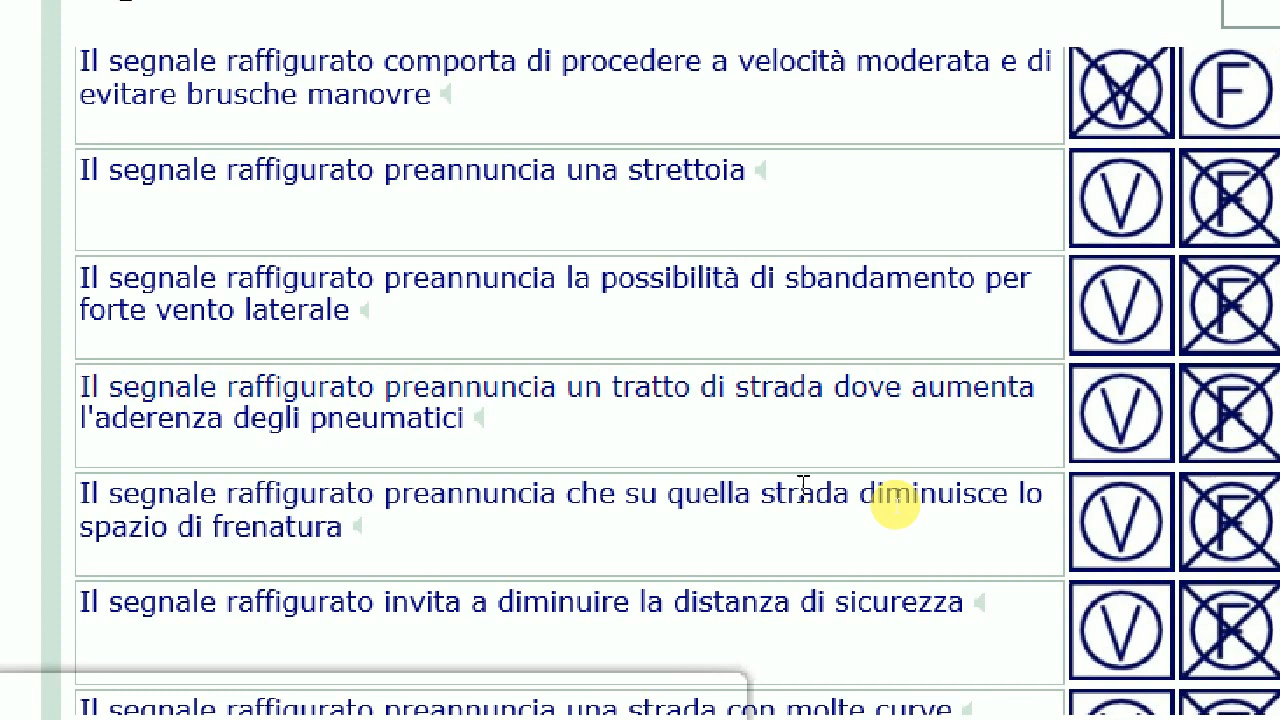 Il segnale raffigurato comporta di procedere a velocità moderata e di
evitare brusche manovre
V F
Il segnale raffigurato preannuncia una strettoia
V F
Il segnale raffigurato preannuncia la possibilità di sbandamento per
forte vento laterale
V F
Il segnale raffigurato preannuncia un tratto di strada dove aumenta
l'aderenza degli pneumatici
V F
Il segnale raffigurato preannuncia che su quella strada diminuisce lo
spazio di frenatura
V F
Il segnale raffigurato invita a diminuire la distanza di sicurezza
V F
Il segnale raffigurato preannuncia una strada con molte curve